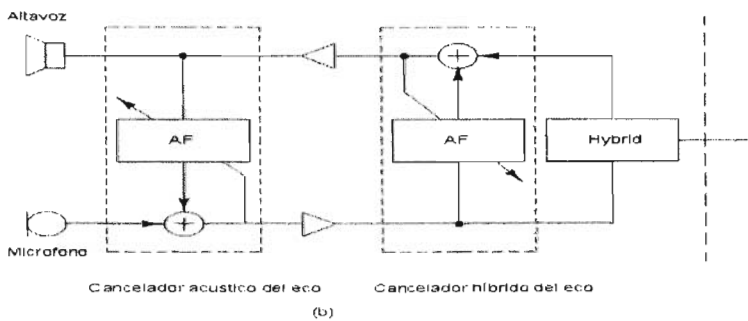 Altavoz
AF
AF
Hybrid
Microfono
Cancelador acustico del eco
Cancelador hibrido del eco
(b)